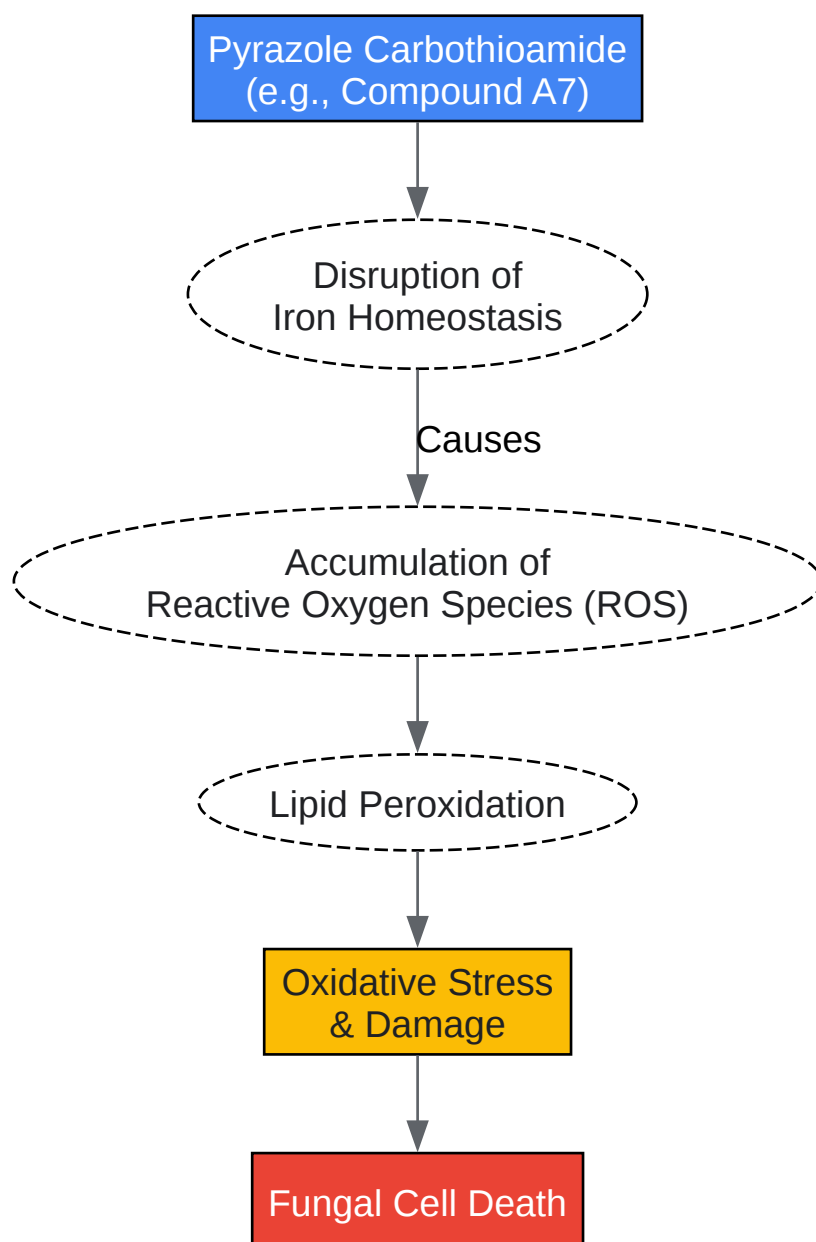 Pyrazole Carbothioamide
(e.g., Compound A7)
Disruption of
Iron Homeostasis
Causes
Accumulation of
Reactive Oxygen Species (ROS)
Lipid Peroxidation
Oxidative Stress
& Damage
Fungal Cell Death